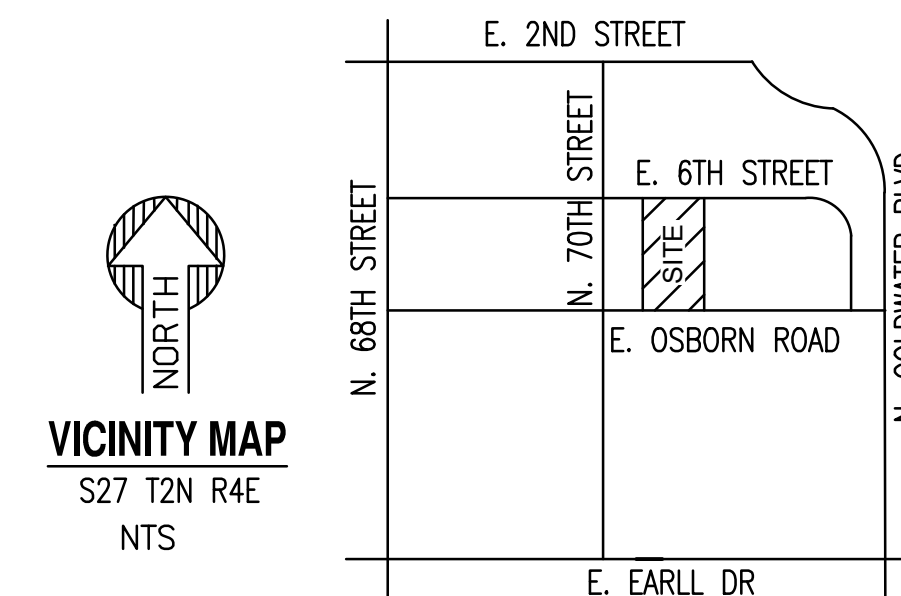 E. 2ND STREET
N. 70TH STREET
E. 6TH STREET
N. 68TH STREET
SITE
NORTH
E. OSBORN ROAD
VICINITY MAP
S27 T2N R4E
NTS
E. EARLL DR